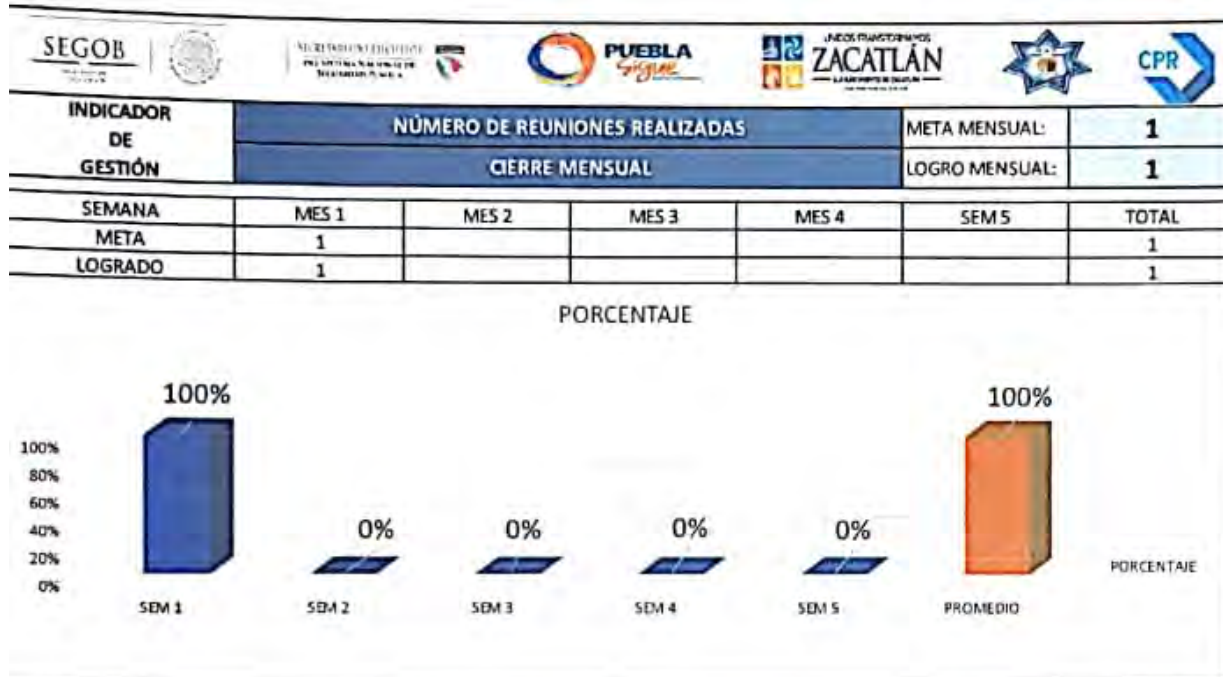 SEGOB
PUEBLA
Sigue
UNIDOS TRANSFORMAMOS
ZACATLÁN
CPR
INDICADOR DE GESTIÓN
NÚMERO DE REUNIONES REALIZADAS
META MENSUAL: 1
CIERRE MENSUAL
LOGRO MENSUAL: 1
SEMANA MES 1 MES 2 MES 3 MES 4 SEM 5 TOTAL
META 1 1
LOGRADO 1 1
PORCENTAJE
100% 0% 0% 0% 0% 100%
100%
80%
60%
40%
20%
0%
SEM 1 SEM 2 SEM 3 SEM 4 SEM 5 PROMEDIO
PORCENTAJE